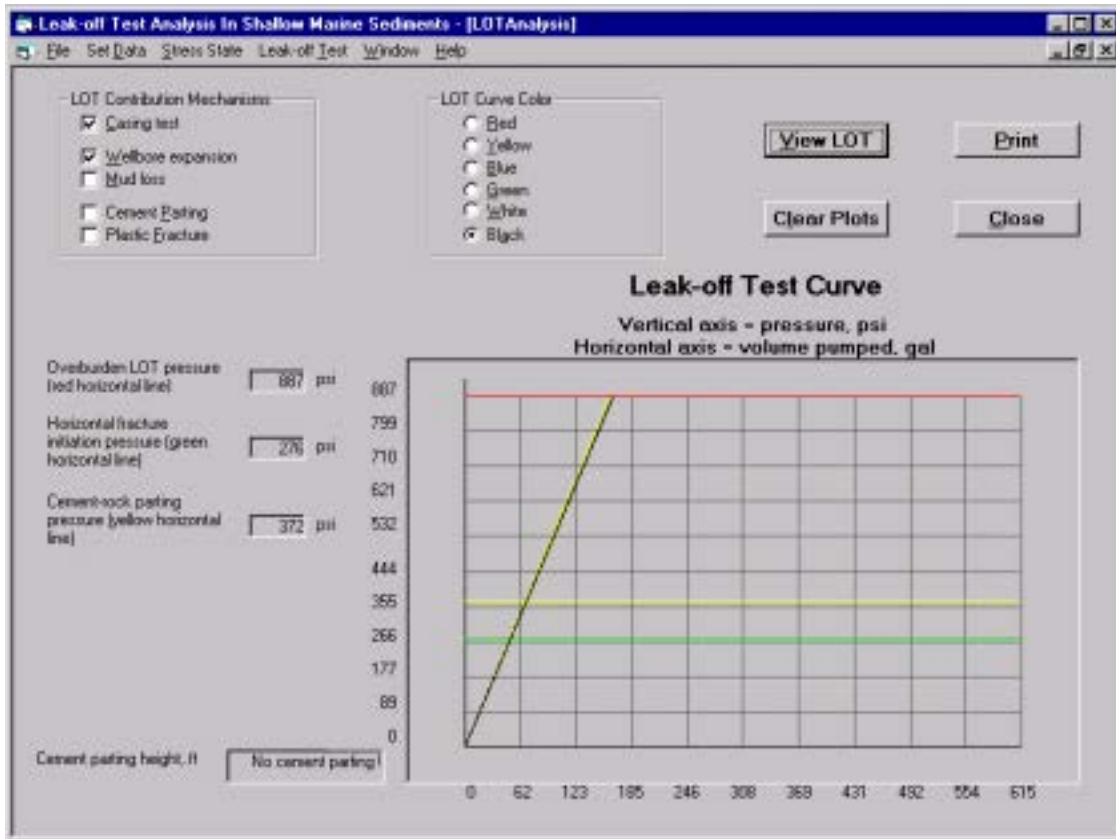 Leak-off Test Analysis In Shallow Marine Sediments - [LOTAnalysis]
File Set Data Stress State Leak-off Test Window Help
LOT Contribution Mechanisms
Casing test
Wellbore expansion
Mud loss
Cement Parting
Plastic Fracture
LOT Curve Color
Red
Yellow
Blue
Green
White
Black
View LOT
Print
Clear Plots
Close
Leak-off Test Curve
Vertical axis - pressure, psi
Horizontal axis - volume pumped, gal
Overburden LOT pressure
(red horizontal line)
887 psi
Horizontal fracture
initiation pressure (green
horizontal line)
276 psi
Cement-rock parting
pressure (yellow horizontal
line)
372 psi
887
799
710
621
532
444
355
266
177
89
0
Cement parting height, ft
No cement parting!
0 62 123 185 246 308 369 431 492 554 615